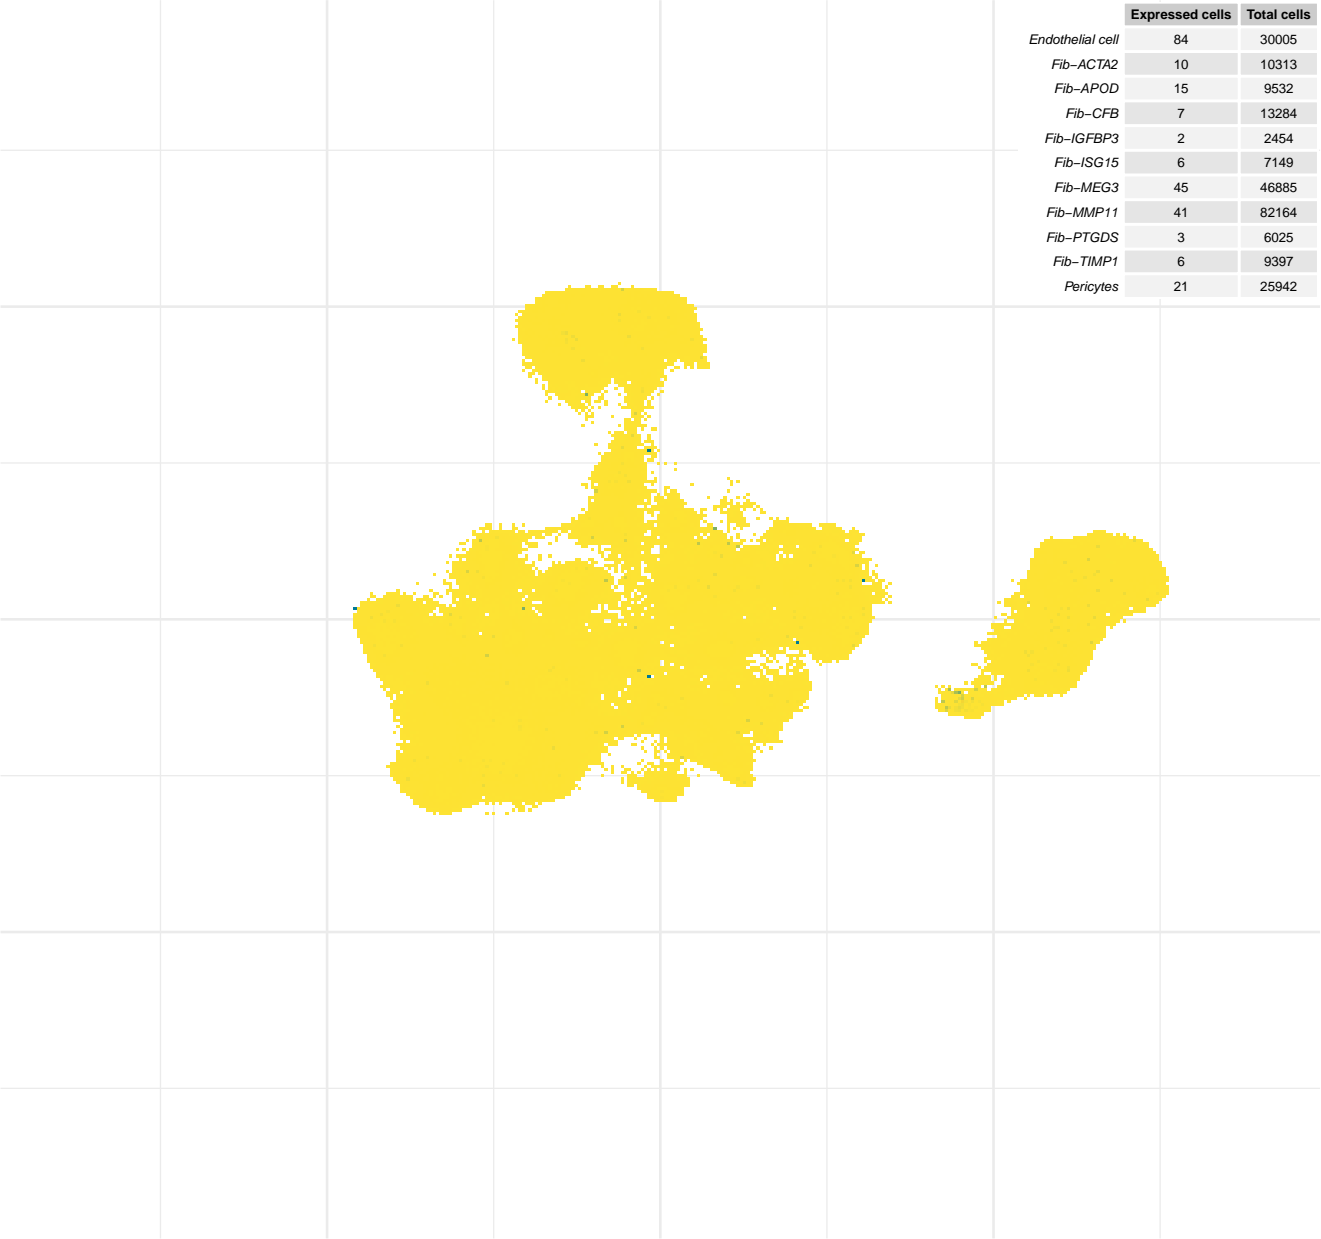 Expressed cells Total cells
Endothelial cell 84 30005
Fib−ACTA2 10 10313
Fib−APOD 15 9532
Fib−CFB 7 13284
Fib−IGFBP3 2 2454
Fib−ISG15 6 7149
Fib−MEG3 45 46885
Fib−MMP11 41 82164
Fib−PTGDS 3 6025
Fib−TIMP1 6 9397
Pericytes 21 25942